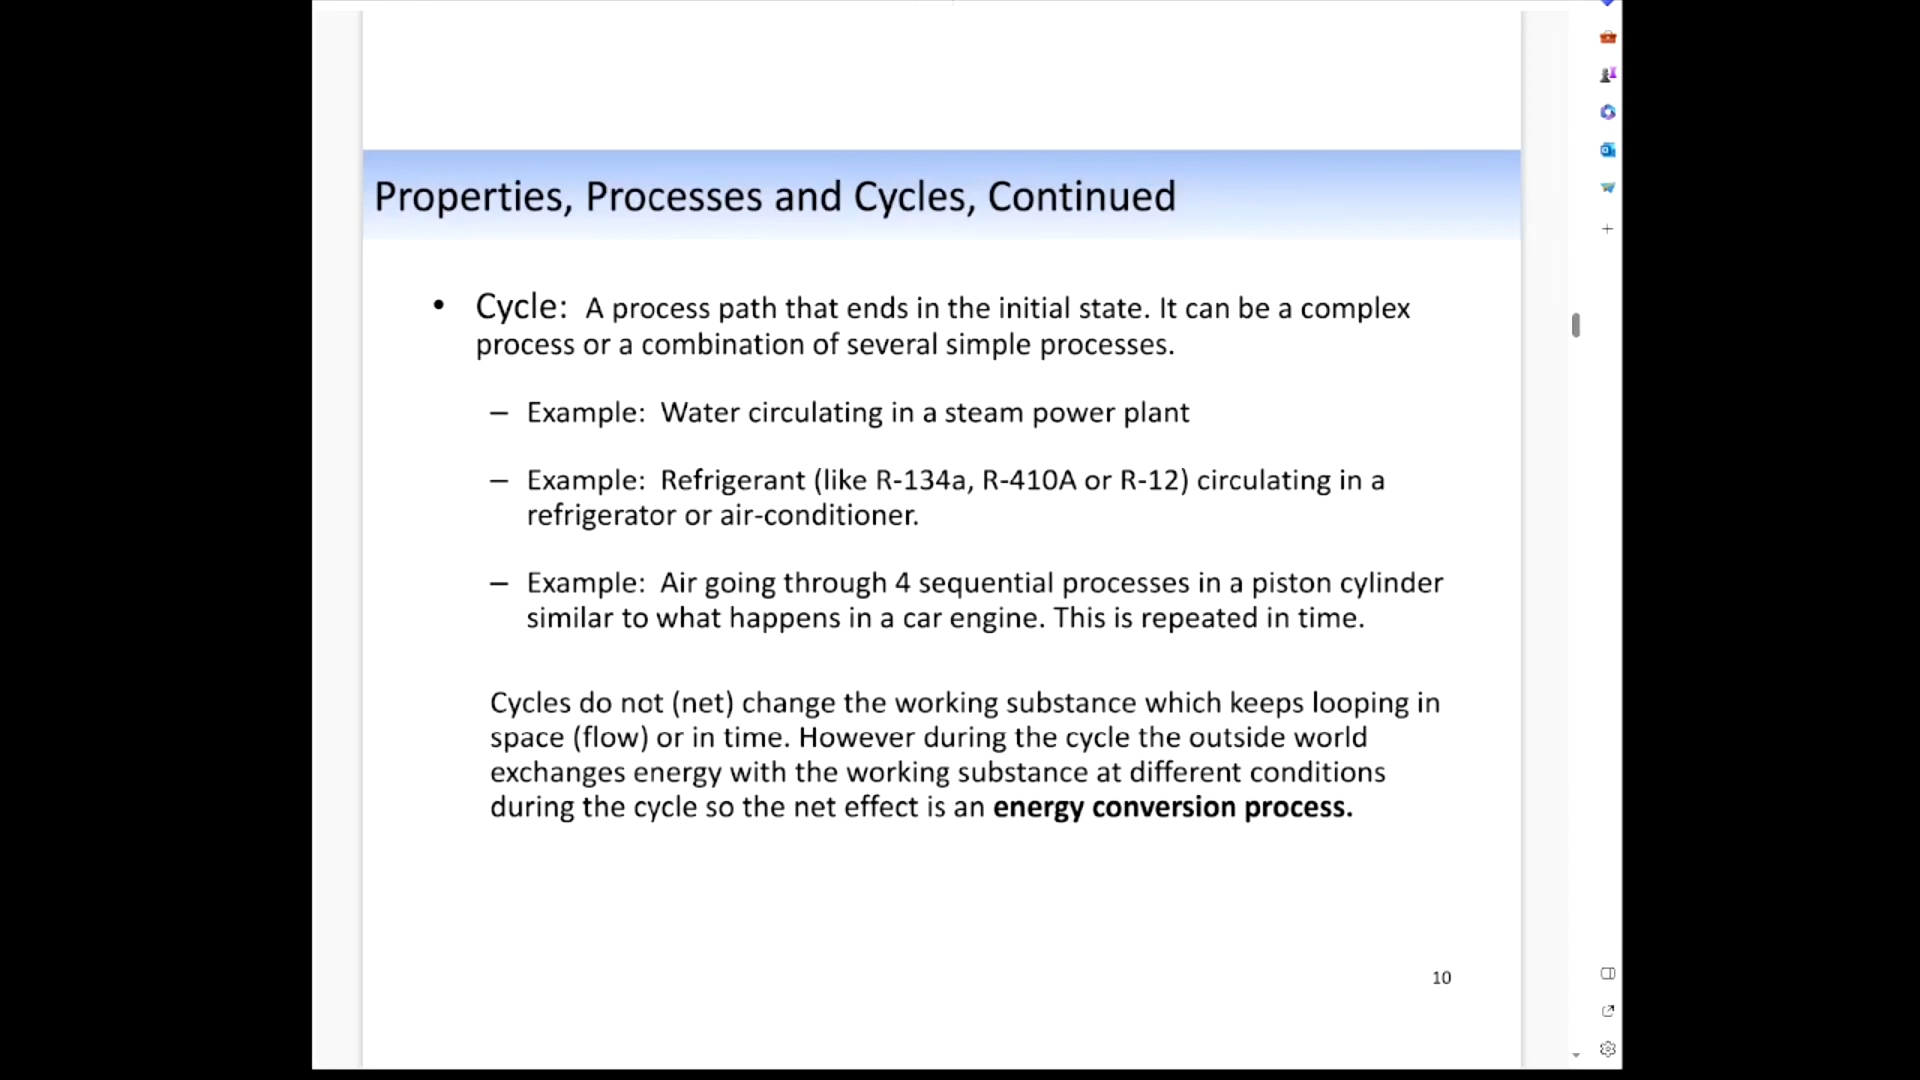 Properties, Processes and Cycles, Continued
• Cycle: A process path that ends in the initial state. It can be a complex
process or a combination of several simple processes.
– Example: Water circulating in a steam power plant
– Example: Refrigerant (like R-134a, R-410A or R-12) circulating in a
refrigerator or air-conditioner.
– Example: Air going through 4 sequential processes in a piston cylinder
similar to what happens in a car engine. This is repeated in time.
Cycles do not (net) change the working substance which keeps looping in
space (flow) or in time. However during the cycle the outside world
exchanges energy with the working substance at different conditions
during the cycle so the net effect is an energy conversion process.
10